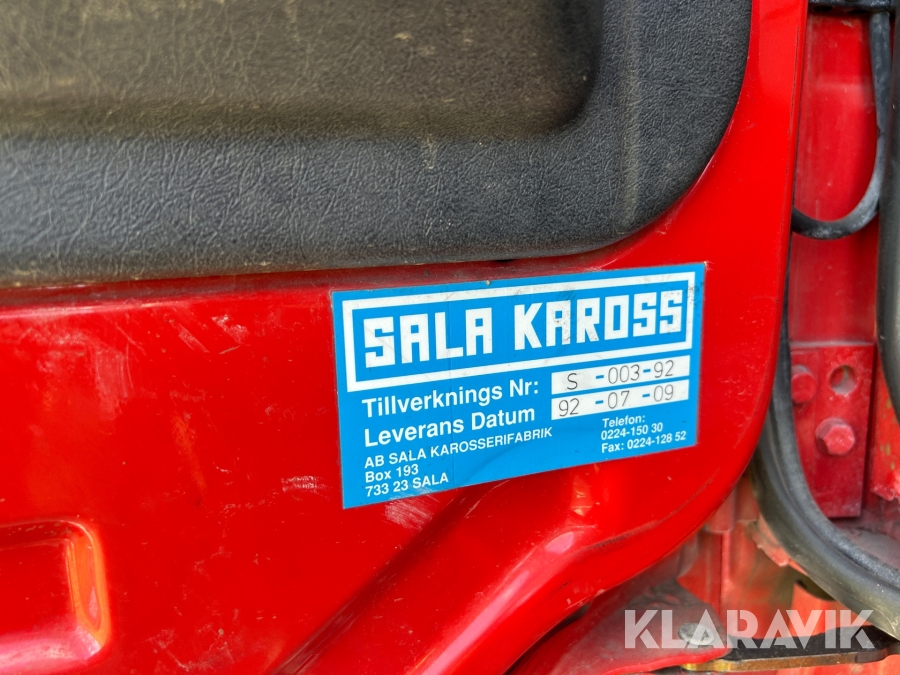 SALA KAROSS
Tillverknings Nr: S -003-92
Leverans Datum 92 -07 -09
AB SALA KAROSSERIFABRIK
Box 193
733 23 SALA
Telefon:
0224-150 30
Fax: 0224-128 52
KLARAVIK